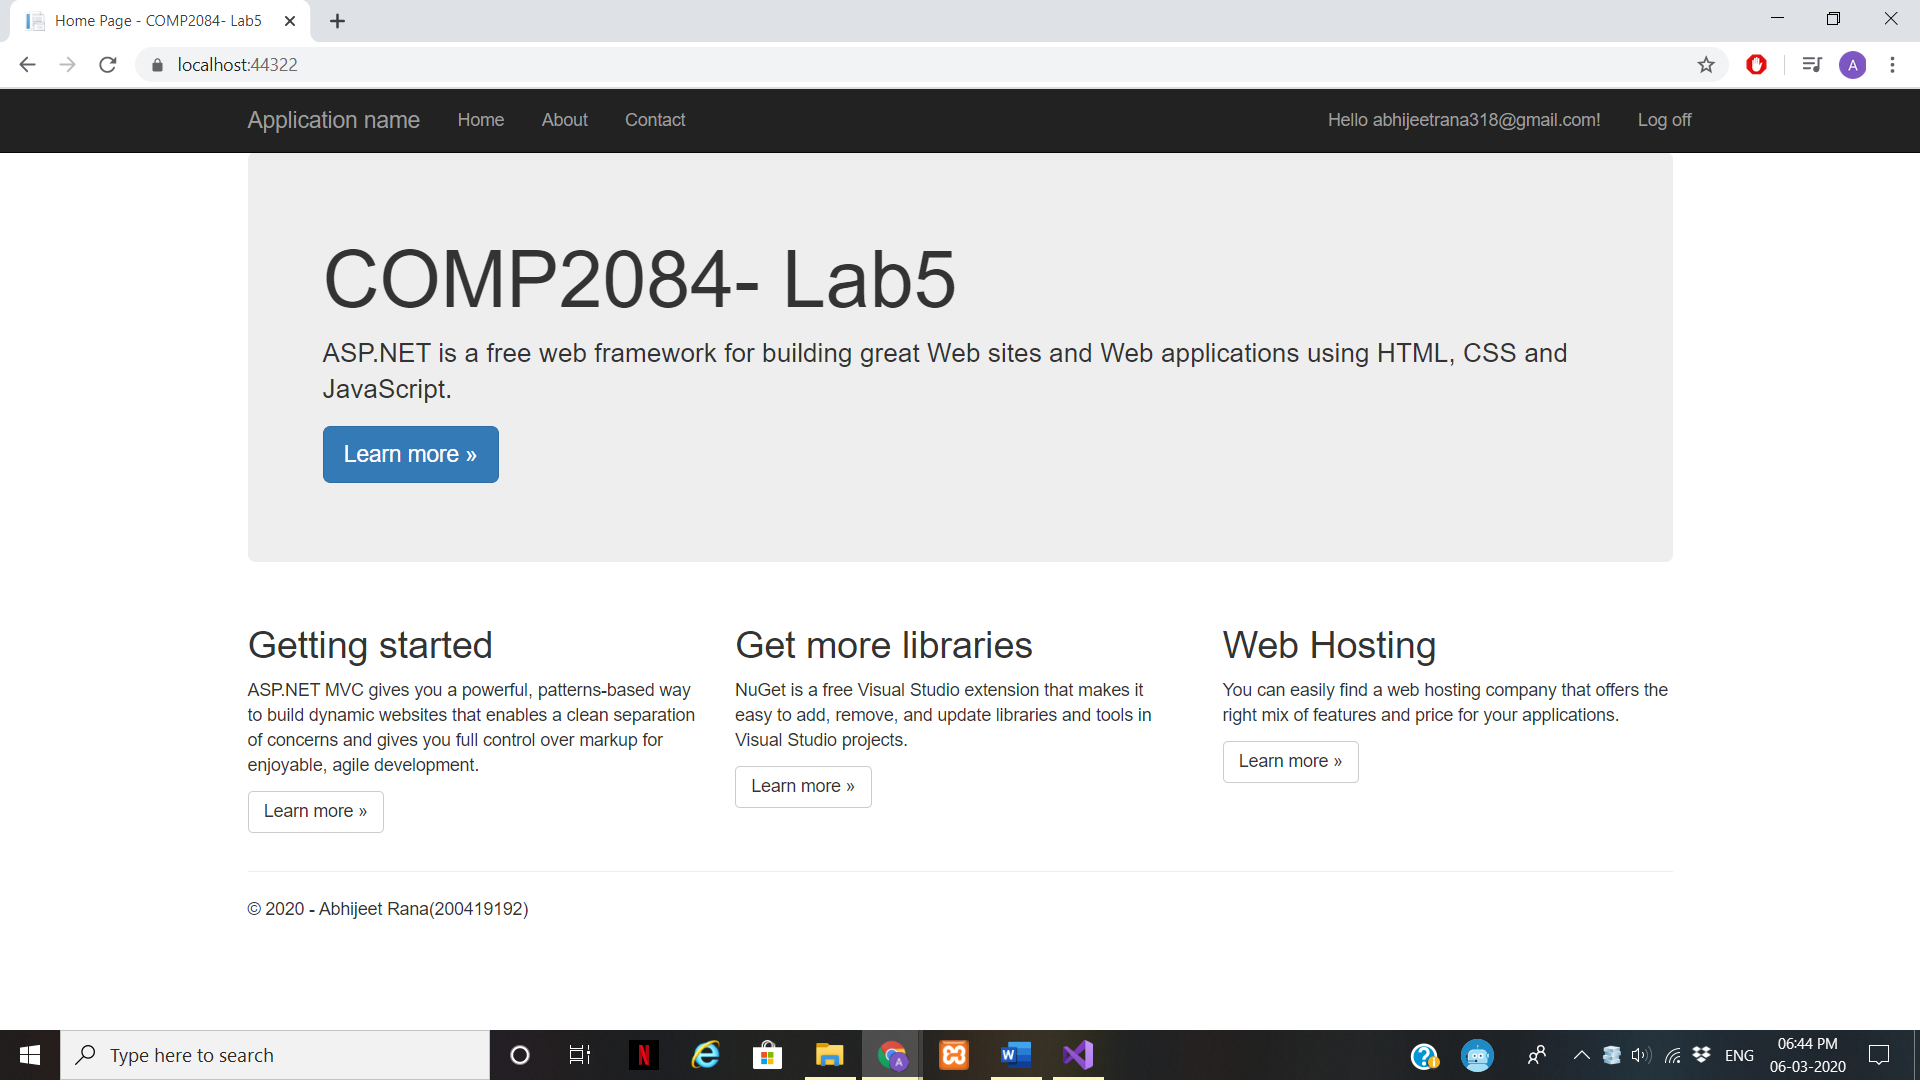 Home Page - COMP2084- Lab5
localhost:44322
A
Application name Home About Contact Hello abhijeetrana318@gmail.com! Log off
COMP2084- Lab5
ASP.NET is a free web framework for building great Web sites and Web applications using HTML, CSS and
JavaScript.
Learn more »
Getting started
ASP.NET MVC gives you a powerful, patterns-based way
to build dynamic websites that enables a clean separation
of concerns and gives you full control over markup for
enjoyable, agile development.
Learn more »
Get more libraries
NuGet is a free Visual Studio extension that makes it
easy to add, remove, and update libraries and tools in
Visual Studio projects.
Learn more »
Web Hosting
You can easily find a web hosting company that offers the
right mix of features and price for your applications.
Learn more »
© 2020 - Abhijeet Rana(200419192)
Type here to search
N
A
W
ENG
06:44 PM
06-03-2020